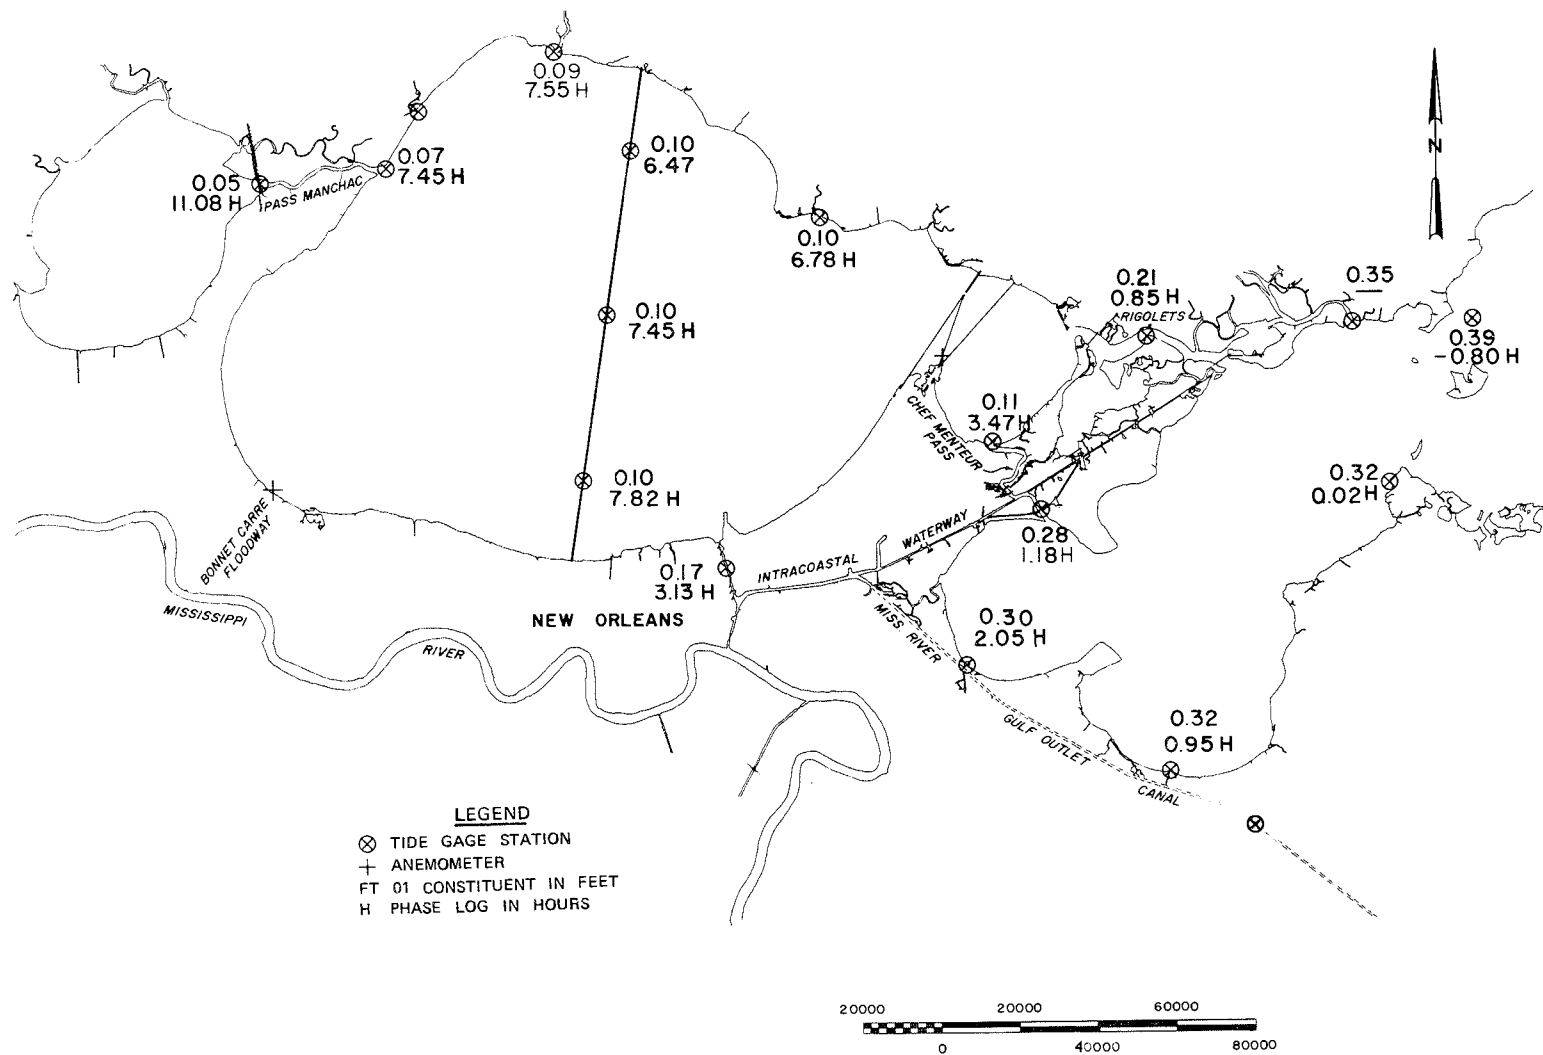 0.09
7.55 H
0.10
6.47
0.07
7.45 H
0.05
11.08 H
PASS MANCHAC
N
0.10
6.78 H
0.21
0.85 H
RIGOLETS
0.35
0.39
-0.80 H
0.10
7.45 H
CHEF MENTEUR
PASS
0.11
3.47H
0.10
7.82 H
0.32
0.02H
BONNET CARRE
FLOODWAY
INTRACOASTAL
WATERWAY
0.28
1.18H
0.17
3.13 H
MISSISSIPPI
RIVER
NEW ORLEANS
MISS RIVER
0.30
2.05 H
GULF OUTLET
CANAL
0.32
0.95 H
LEGEND
TIDE GAGE STATION
ANEMOMETER
FT 01 CONSTITUENT IN FEET
H PHASE LOG IN HOURS
20000 20000 60000
0 40000 80000